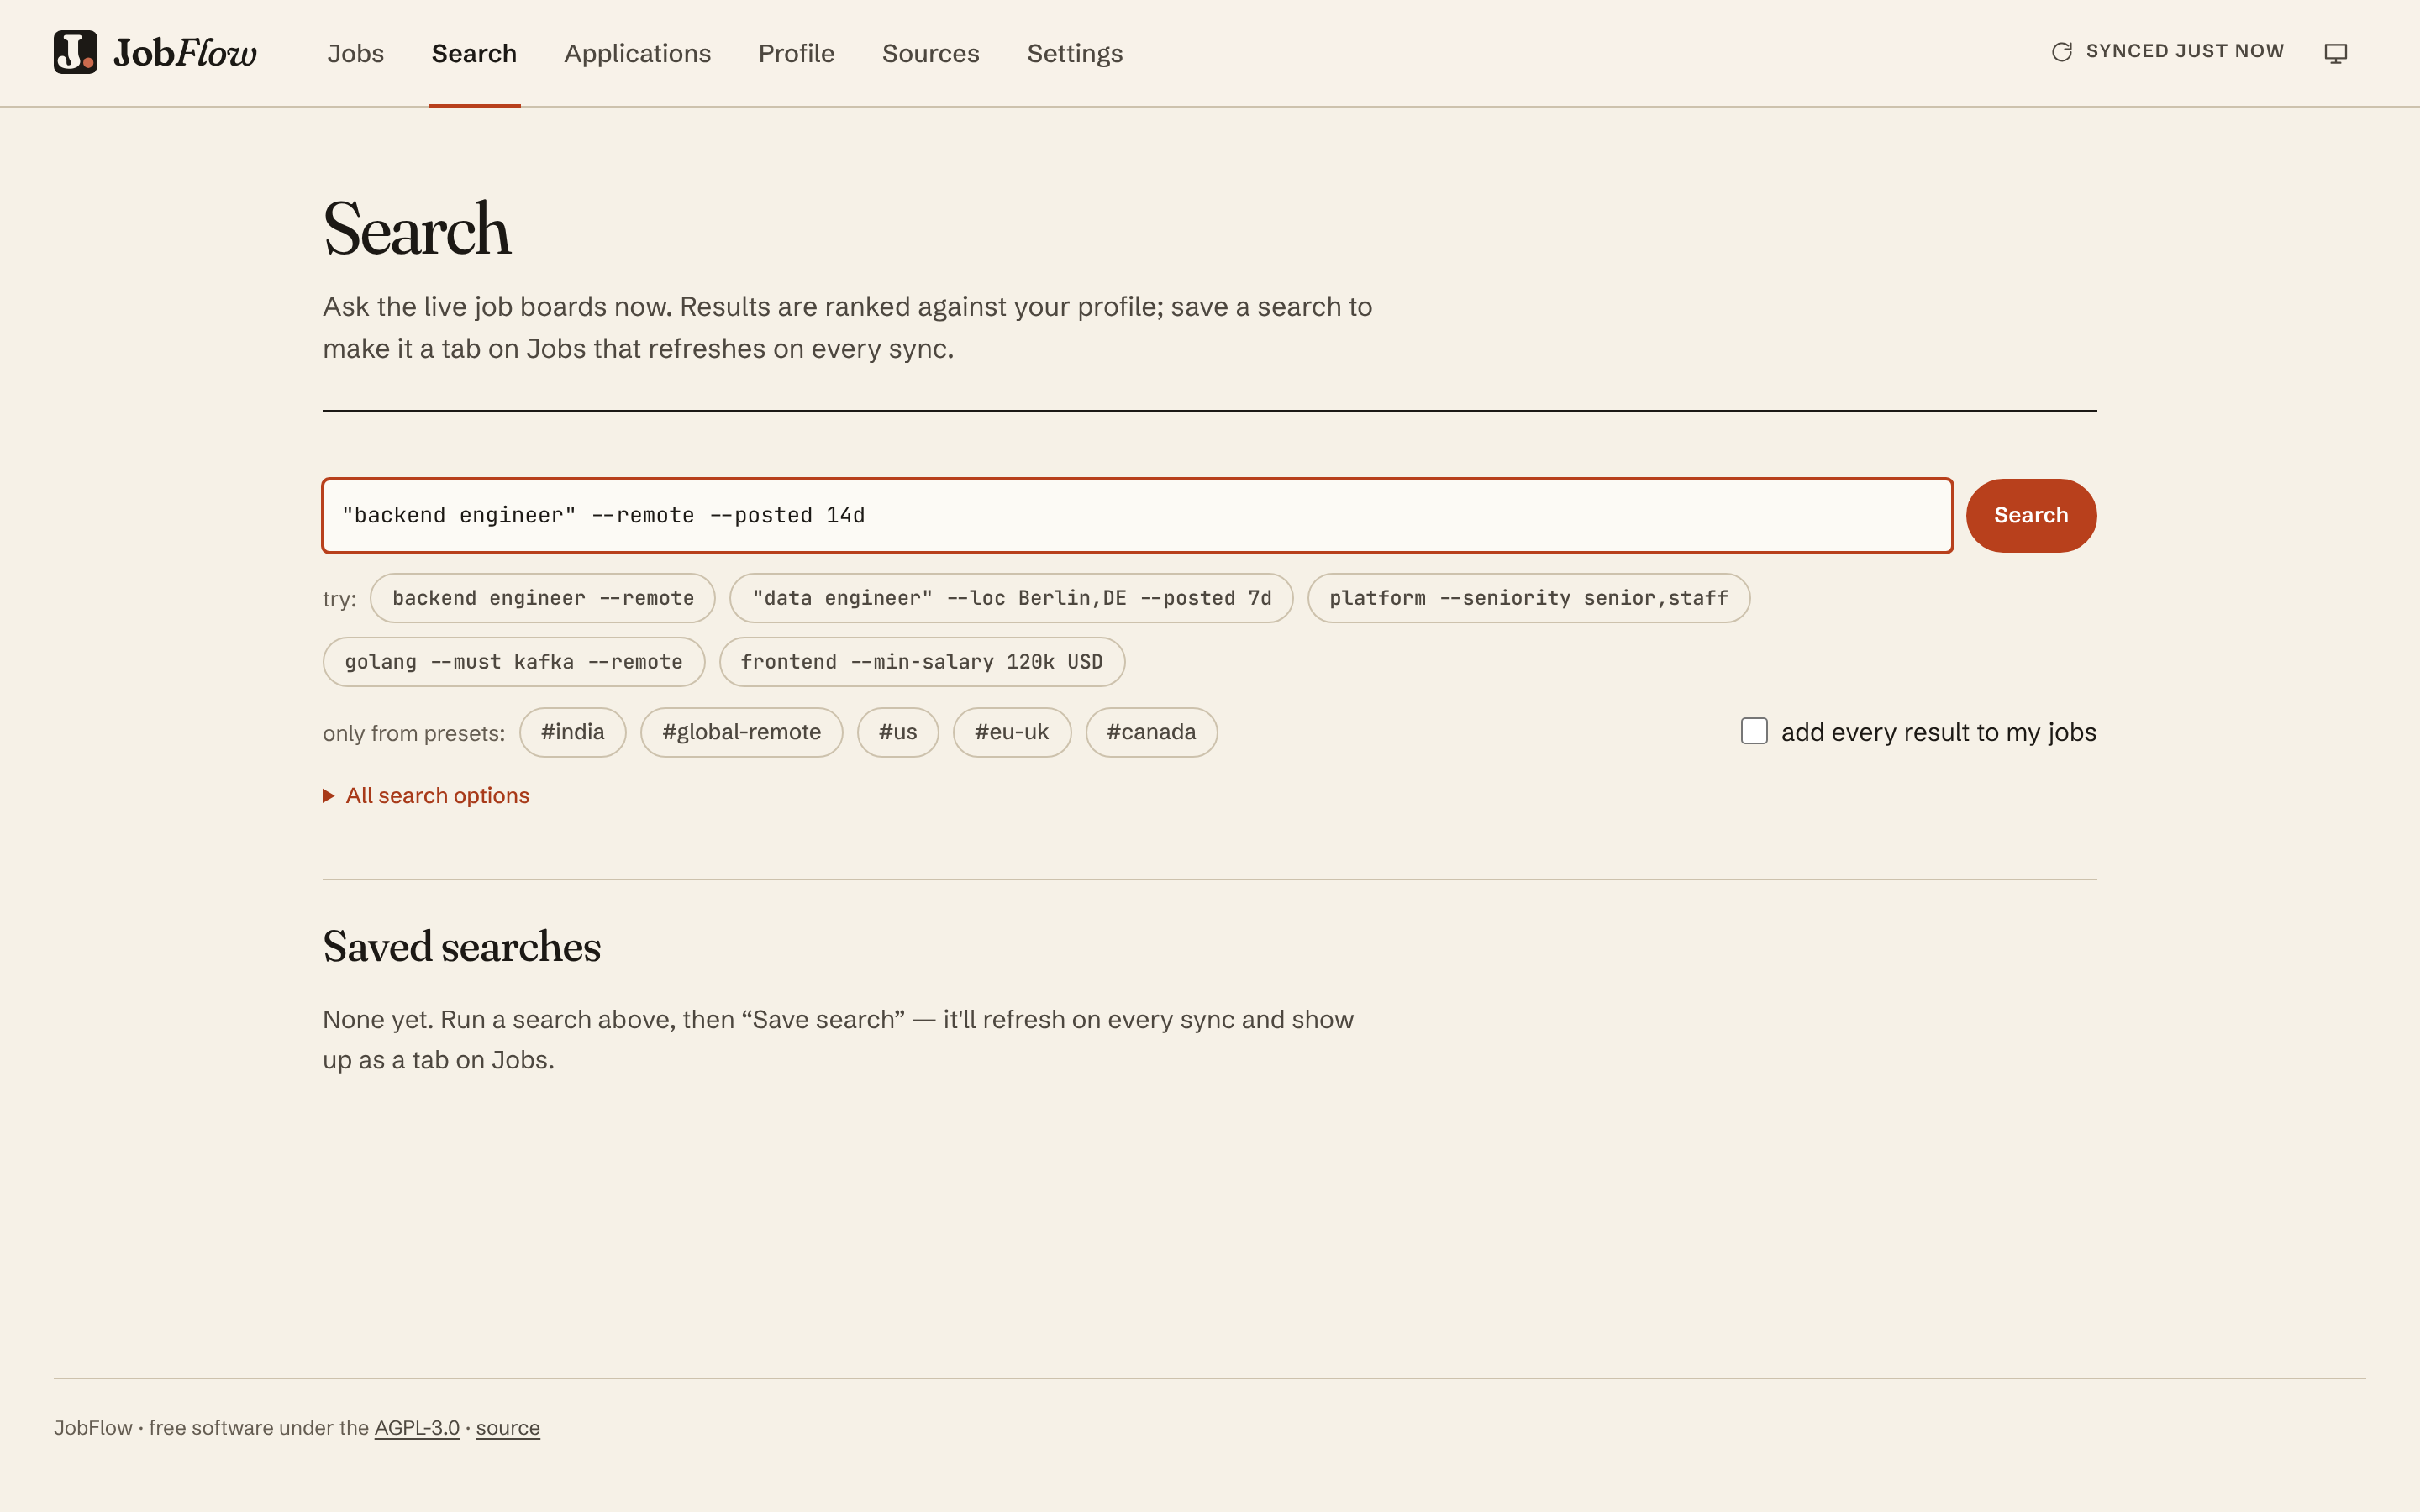 J. JobFlow Jobs Search Applications Profile Sources Settings SYNCED JUST NOW
Search
Ask the live job boards now. Results are ranked against your profile; save a search to
make it a tab on Jobs that refreshes on every sync.
"backend engineer" --remote --posted 14d Search
try: backend engineer --remote "data engineer" --loc Berlin,DE --posted 7d platform --seniority senior,staff
golang --must kafka --remote frontend --min-salary 120k USD
only from presets: #india #global-remote #us #eu-uk #canada add every result to my jobs
All search options
Saved searches
None yet. Run a search above, then “Save search” — it'll refresh on every sync and show
up as a tab on Jobs.
JobFlow · free software under the AGPL-3.0 · source